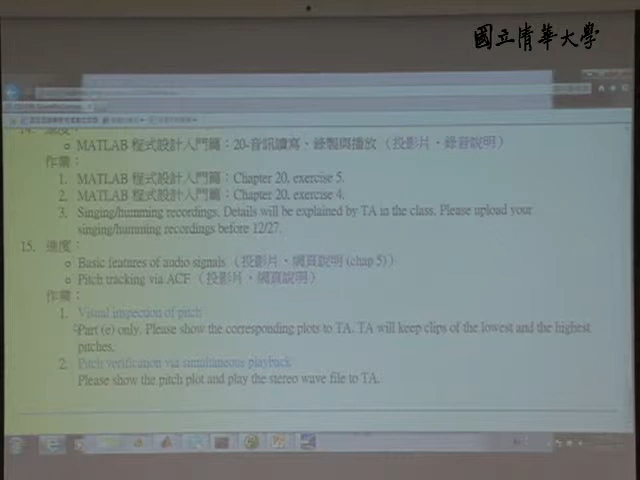 國立清華大學
14. 進度：
MATLAB 程式設計入門篇：20-音訊讀寫、錄製與播放（投影片、錄音說明）
作業：
1. MATLAB 程式設計入門篇：Chapter 20, exercise 5.
2. MATLAB 程式設計入門篇：Chapter 20, exercise 4.
3. Singing/humming recordings. Details will be explained by TA in the class. Please upload your
singing/humming recordings before 12/27.
15. 進度：
Basic features of audio signals（投影片、網頁說明 (chap 5)）
Pitch tracking via ACF（投影片、網頁說明）
作業：
1. Visual inspection of pitch
Part (e) only. Please show the corresponding plots to TA. TA will keep clips of the lowest and the highest
pitches.
2. Pitch verification via simultaneous playback
Please show the pitch plot and play the stereo wave file to TA.